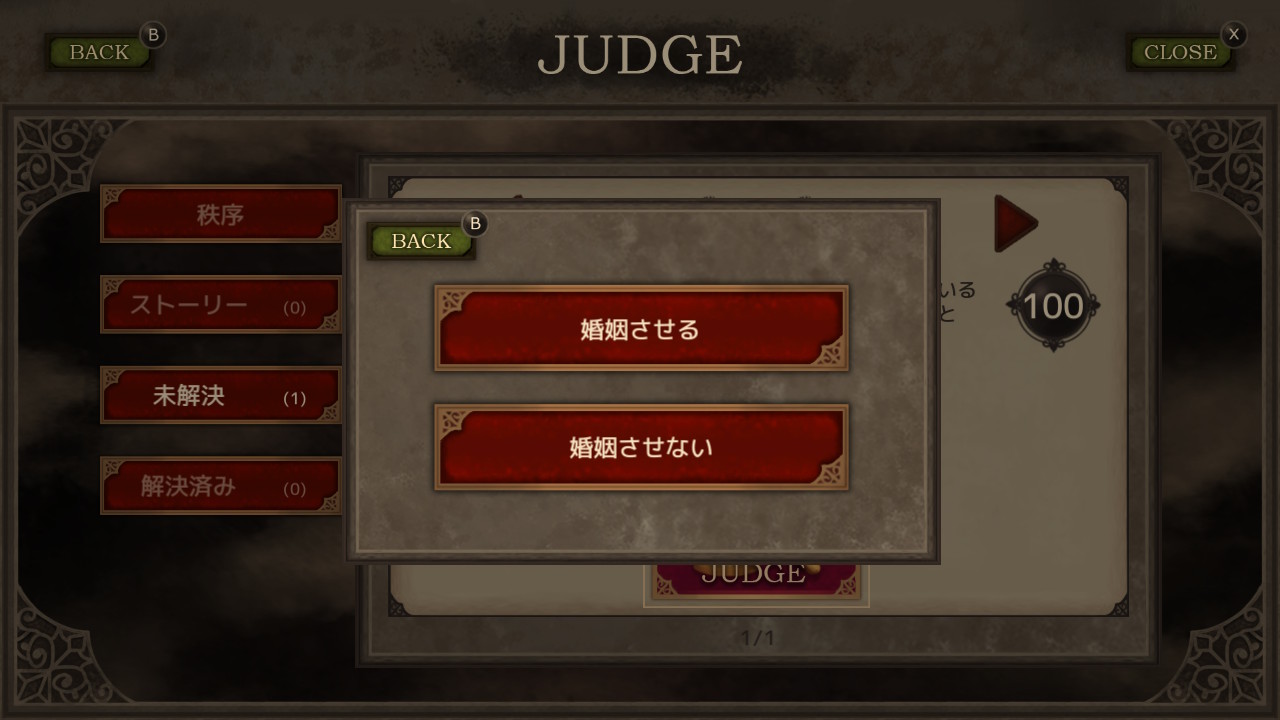 BACK B
JUDGE
X
CLOSE
秩序
ストーリー (0)
未解決 (1)
解決済み (0)
BACK B
婚姻させる
婚姻させない
いる
と
100
JUDGE
1/1